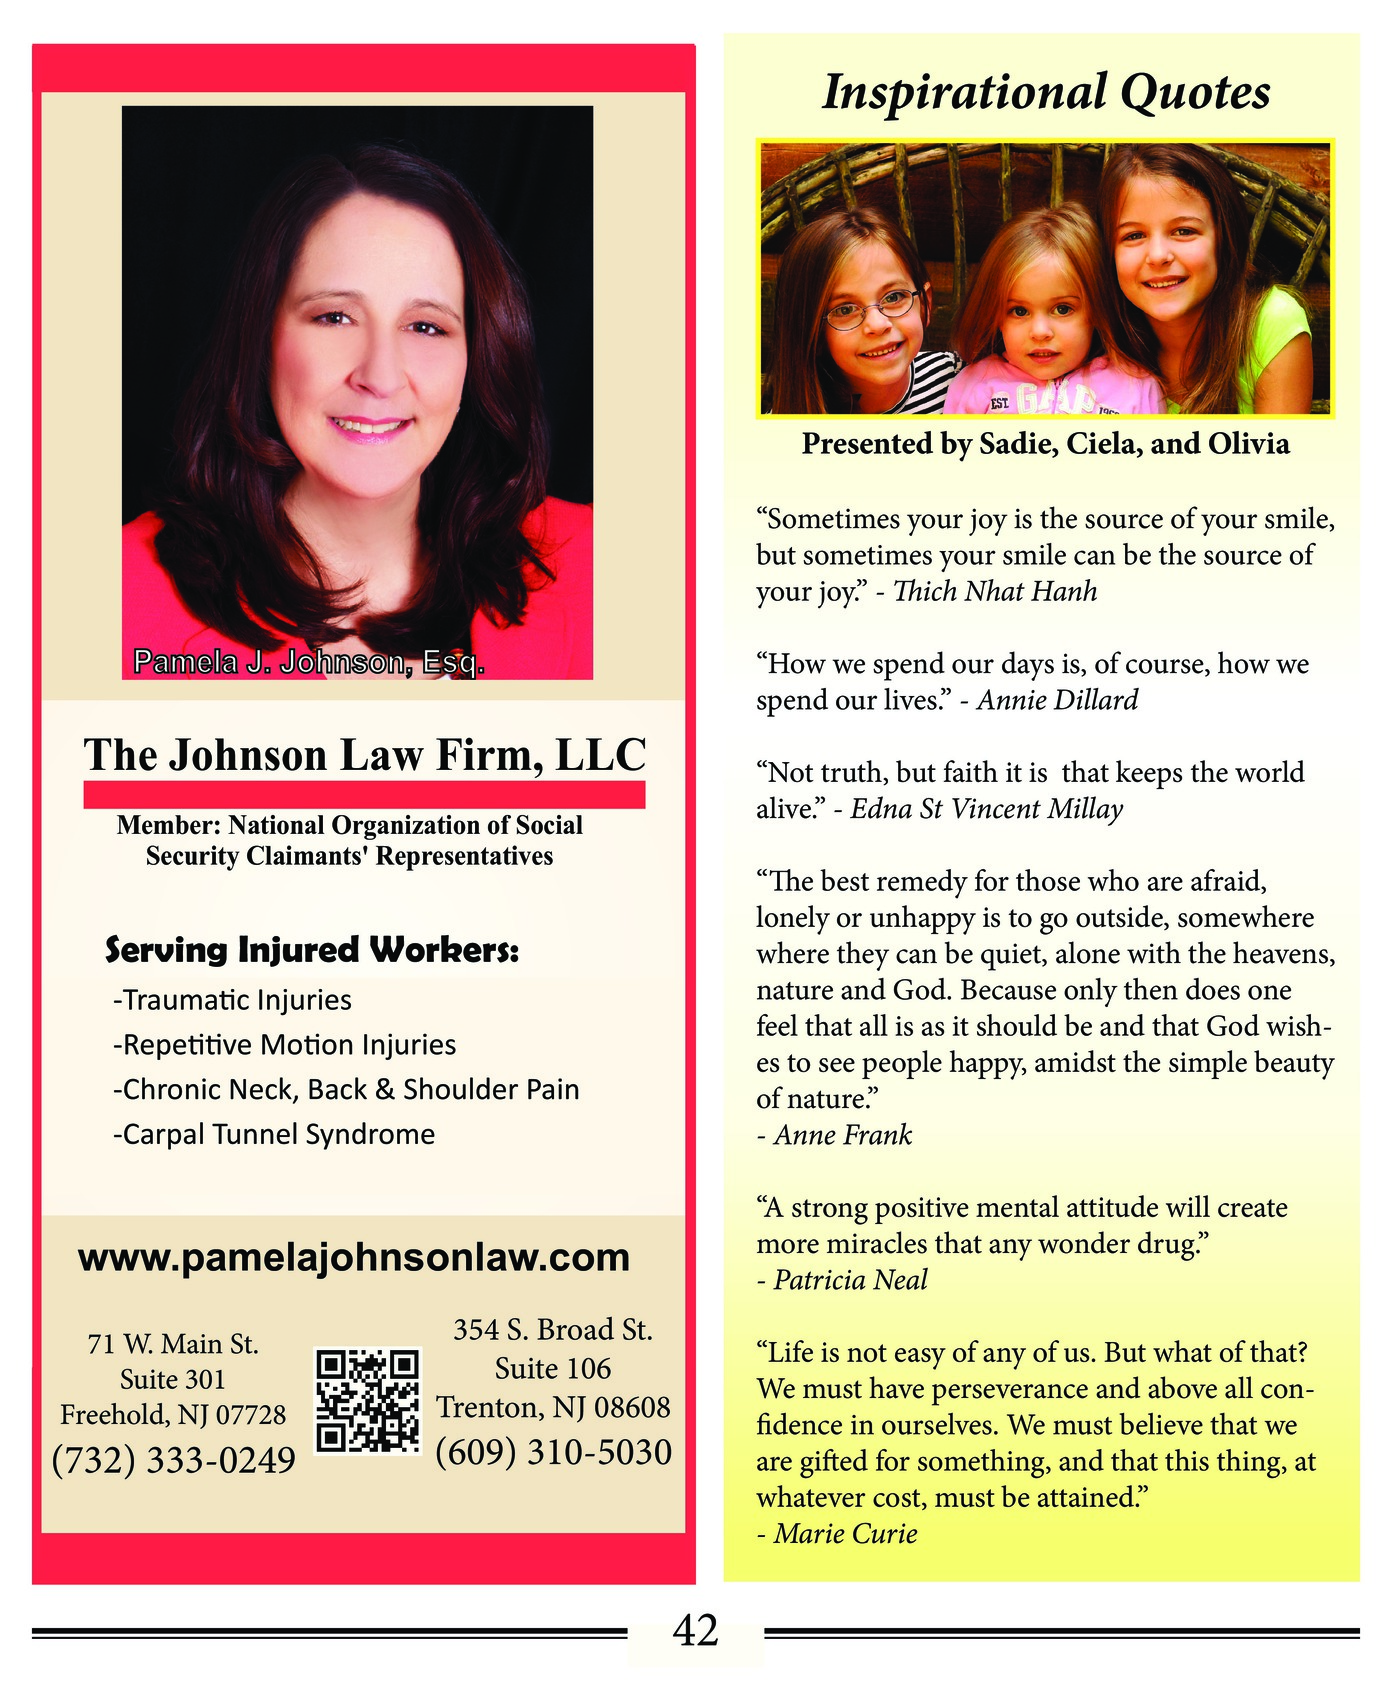 Pamela J. Johnson, Esq.
The Johnson Law Firm, LLC
Member: National Organization of Social
Security Claimants' Representatives
Serving Injured Workers:
-Traumatic Injuries
-Repetitive Motion Injuries
-Chronic Neck, Back & Shoulder Pain
-Carpal Tunnel Syndrome
www.pamelajohnsonlaw.com
71 W. Main St.
Suite 301
Freehold, NJ 07728
(732) 333-0249
354 S. Broad St.
Suite 106
Trenton, NJ 08608
(609) 310-5030
Inspirational Quotes
EST. GAP 1969
Presented by Sadie, Ciela, and Olivia
“Sometimes your joy is the source of your smile,
but sometimes your smile can be the source of
your joy.” - Thich Nhat Hanh
“How we spend our days is, of course, how we
spend our lives.” - Annie Dillard
“Not truth, but faith it is  that keeps the world
alive.” - Edna St Vincent Millay
“The best remedy for those who are afraid,
lonely or unhappy is to go outside, somewhere
where they can be quiet, alone with the heavens,
nature and God. Because only then does one
feel that all is as it should be and that God wish-
es to see people happy, amidst the simple beauty
of nature.”
- Anne Frank
“A strong positive mental attitude will create
more miracles that any wonder drug.”
- Patricia Neal
“Life is not easy of any of us. But what of that?
We must have perseverance and above all con-
fidence in ourselves. We must believe that we
are gifted for something, and that this thing, at
whatever cost, must be attained.”
- Marie Curie
42